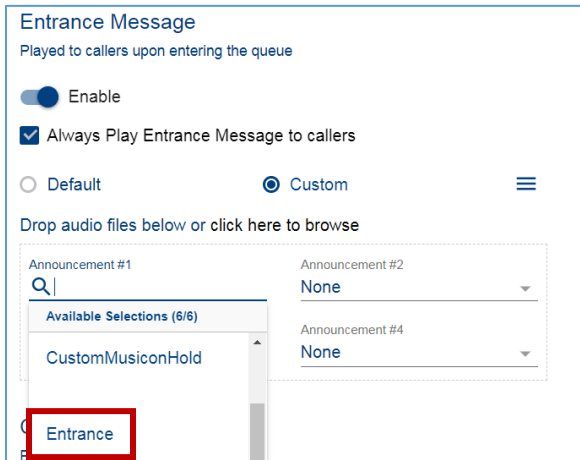 Entrance Message
Played to callers upon entering the queue
Enable
Always Play Entrance Message to callers
Default Custom
Drop audio files below or click here to browse
Announcement #1 Announcement #2
None
Available Selections (6/6)
Announcement #4
CustomMusiconHold None
Entrance